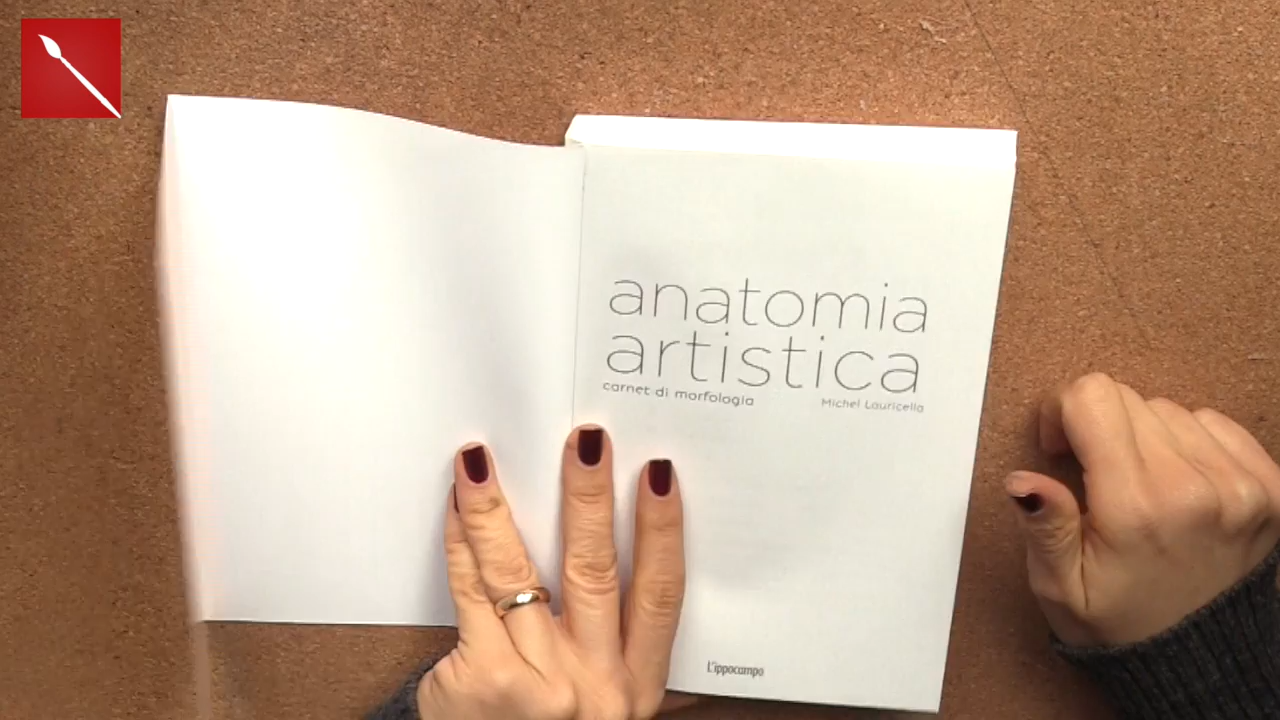 anatomia
artistica
carnet di morfologia
Michel Lauricella
L'ippocampo